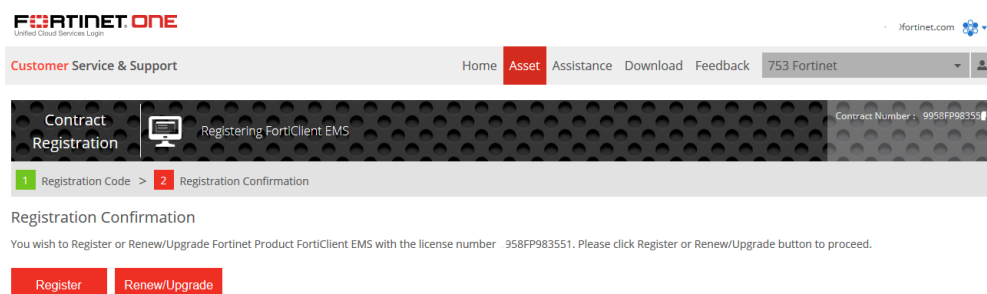 FORTINET. ONE
Unified Cloud Services Login
fortinet.com
Customer Service & Support
Home Asset Assistance Download Feedback 753 Fortinet
Contract Registration
Registering FortiClient EMS
Contract Number : 9958FP98355
1 Registration Code > 2 Registration Confirmation
Registration Confirmation
You wish to Register or Renew/Upgrade Fortinet Product FortiClient EMS with the license number 958FP983551. Please click Register or Renew/Upgrade button to proceed.
Register Renew/Upgrade